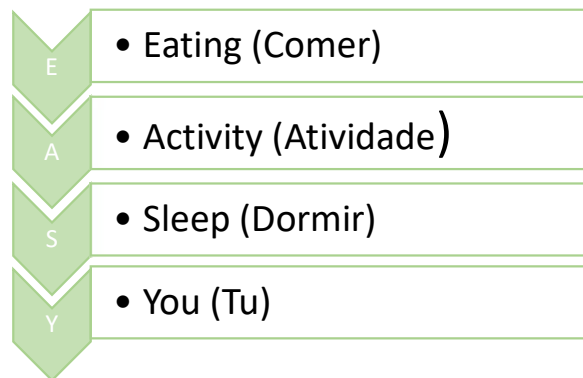 E
• Eating (Comer)
A
• Activity (Atividade)
S
• Sleep (Dormir)
Y
• You (Tu)